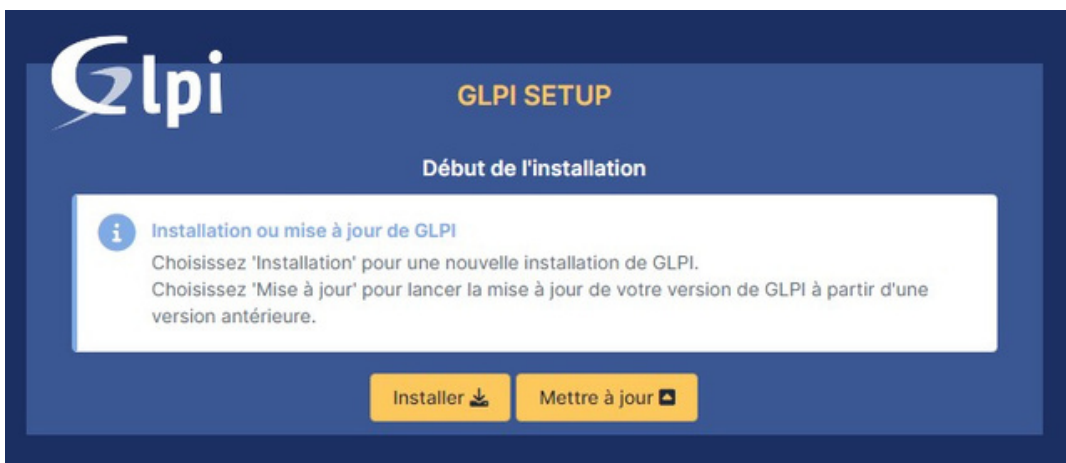 Glpi
GLPI SETUP
Début de l'installation
Installation ou mise à jour de GLPI
Choisissez 'Installation' pour une nouvelle installation de GLPI.
Choisissez 'Mise à jour' pour lancer la mise à jour de votre version de GLPI à partir d'une
version antérieure.
Installer
Mettre à jour